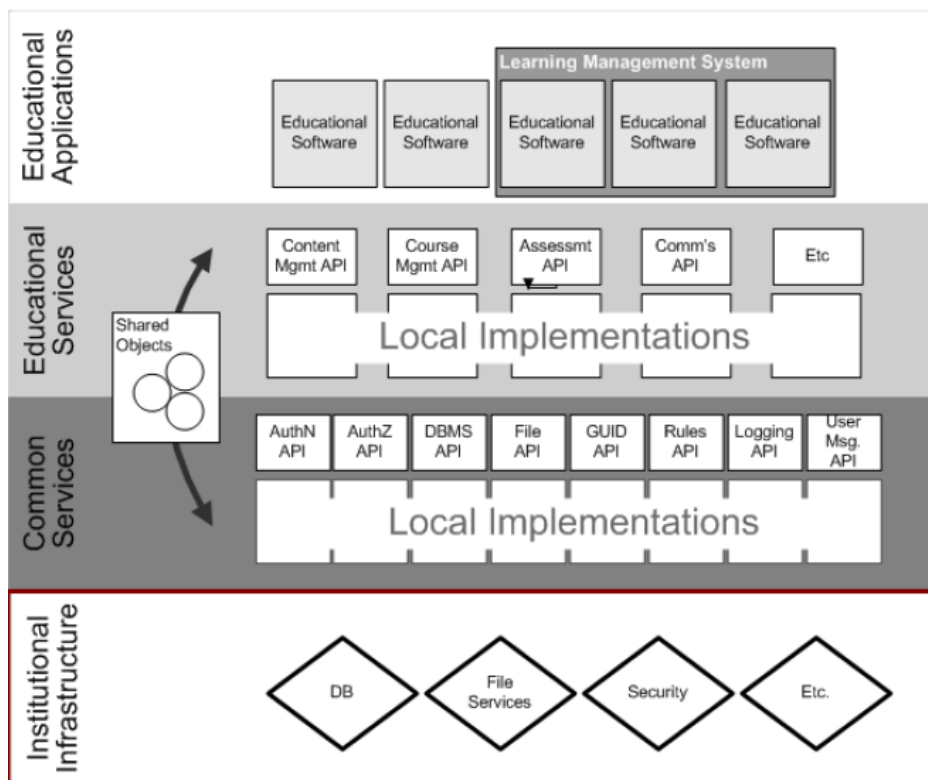 Educational
Applications
Learning Management System
Educational
Software
Educational
Software
Educational
Software
Educational
Software
Educational
Software
Educational
Services
Content
Mgmt API
Course
Mgmt API
Assessmt
API
Comm's
API
Etc
Shared
Objects
Local Implementations
Common
Services
AuthN
API
AuthZ
API
DBMS
API
File
API
GUID
API
Rules
API
Logging
API
User
Msg.
API
Local Implementations
Institutional
Infrastructure
DB
File
Services
Security
Etc.